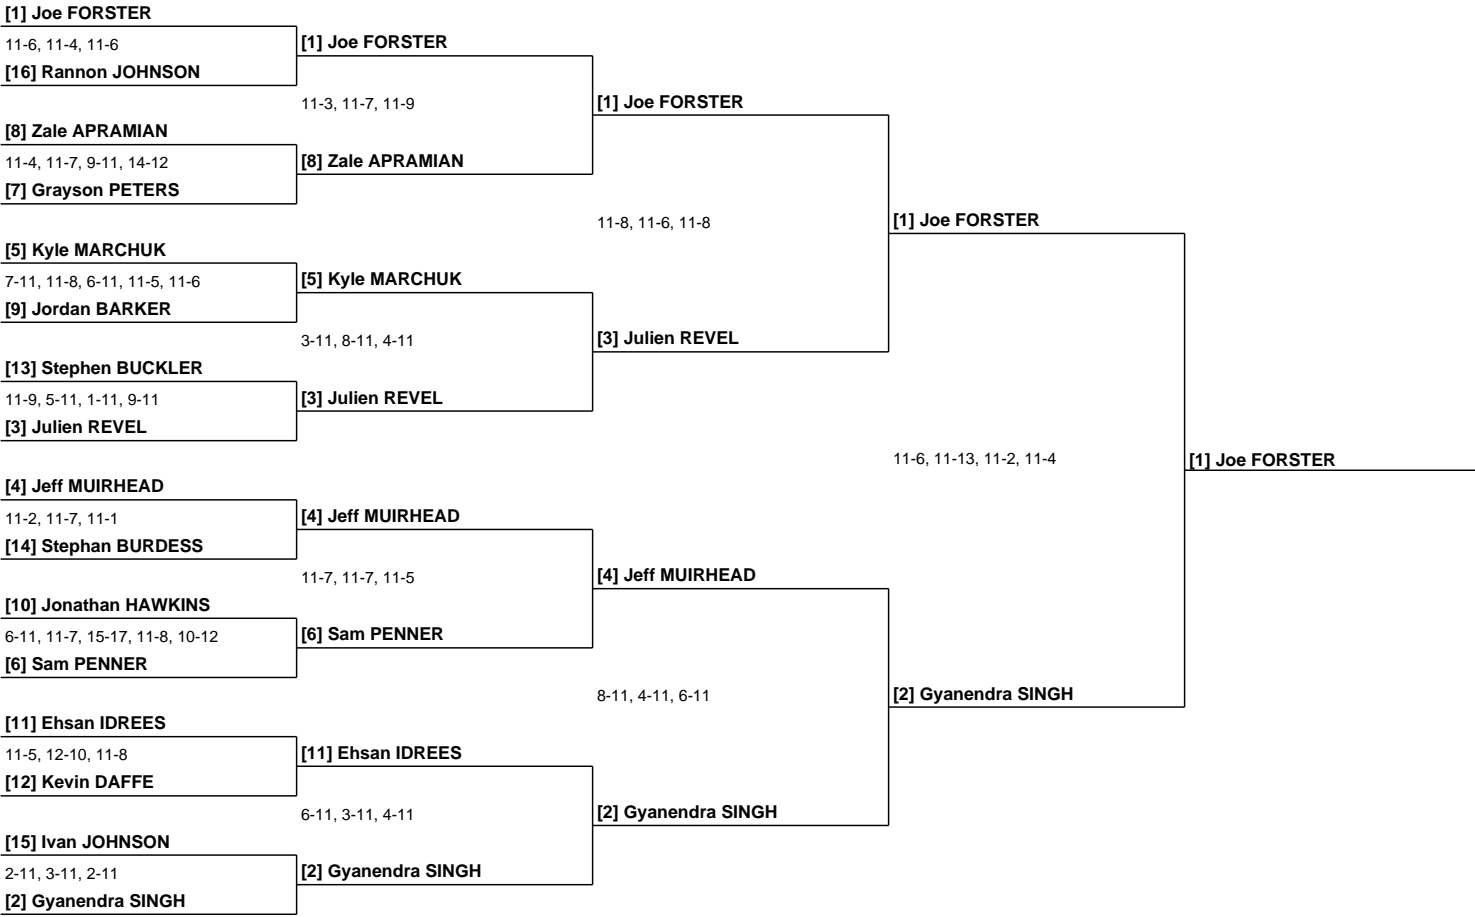 [1] Joe FORSTER
11-6, 11-4, 11-6
[16] Rannon JOHNSON
[8] Zale APRAMIAN
11-4, 11-7, 9-11, 14-12
[7] Grayson PETERS
[5] Kyle MARCHUK
7-11, 11-8, 6-11, 11-5, 11-6
[9] Jordan BARKER
[13] Stephen BUCKLER
11-9, 5-11, 1-11, 9-11
[3] Julien REVEL
[4] Jeff MUIRHEAD
11-2, 11-7, 11-1
[14] Stephan BURDESS
[10] Jonathan HAWKINS
6-11, 11-7, 15-17, 11-8, 10-12
[6] Sam PENNER
[11] Ehsan IDREES
11-5, 12-10, 11-8
[12] Kevin DAFFE
[15] Ivan JOHNSON
2-11, 3-11, 2-11
[2] Gyanendra SINGH
[1] Joe FORSTER
11-3, 11-7, 11-9
[8] Zale APRAMIAN
[5] Kyle MARCHUK
3-11, 8-11, 4-11
[3] Julien REVEL
[4] Jeff MUIRHEAD
11-7, 11-7, 11-5
[6] Sam PENNER
[11] Ehsan IDREES
6-11, 3-11, 4-11
[2] Gyanendra SINGH
[1] Joe FORSTER
11-8, 11-6, 11-8
[3] Julien REVEL
[4] Jeff MUIRHEAD
8-11, 4-11, 6-11
[2] Gyanendra SINGH
[1] Joe FORSTER
11-6, 11-13, 11-2, 11-4
[2] Gyanendra SINGH
[1] Joe FORSTER